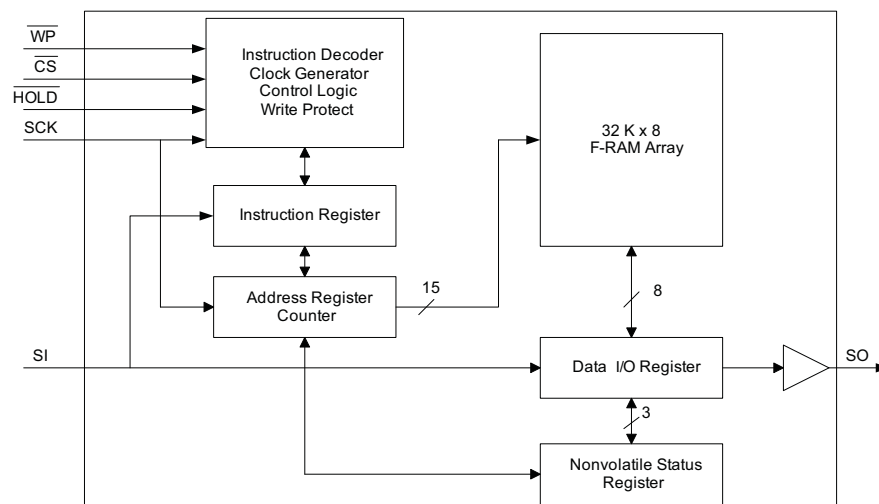 WP
CS
HOLD
SCK
Instruction Decoder
Clock Generator
Control Logic
Write Protect
32 K x 8
F-RAM Array
Instruction Register
Address Register
Counter
15
8
SI
Data I/O Register
SO
3
Nonvolatile Status
Register